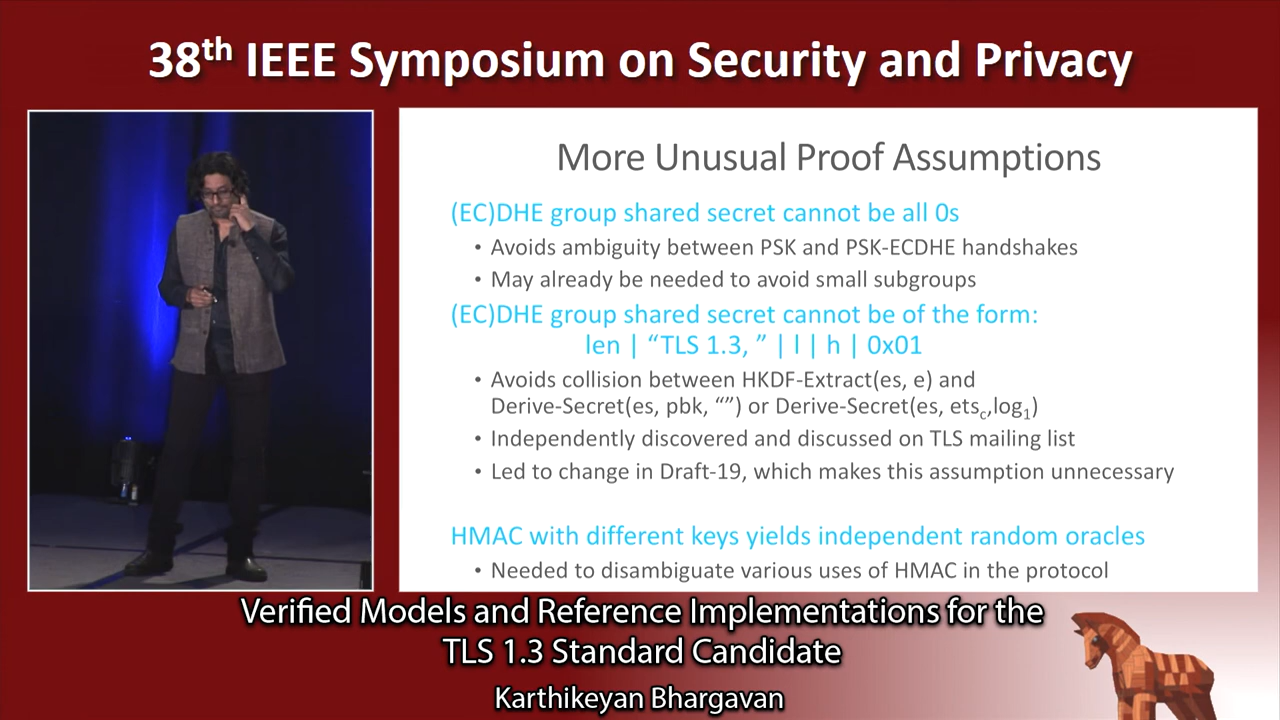 38th IEEE Symposium on Security and Privacy
More Unusual Proof Assumptions
(EC)DHE group shared secret cannot be all 0s
• Avoids ambiguity between PSK and PSK-ECDHE handshakes
• May already be needed to avoid small subgroups
(EC)DHE group shared secret cannot be of the form:
len | “TLS 1.3, ” | l | h | 0x01
• Avoids collision between HKDF-Extract(es, e) and
Derive-Secret(es, pbk, “”) or Derive-Secret(es, etsc,log1)
• Independently discovered and discussed on TLS mailing list
• Led to change in Draft-19, which makes this assumption unnecessary
HMAC with different keys yields independent random oracles
• Needed to disambiguate various uses of HMAC in the protocol
Verified Models and Reference Implementations for the
TLS 1.3 Standard Candidate
Karthikeyan Bhargavan